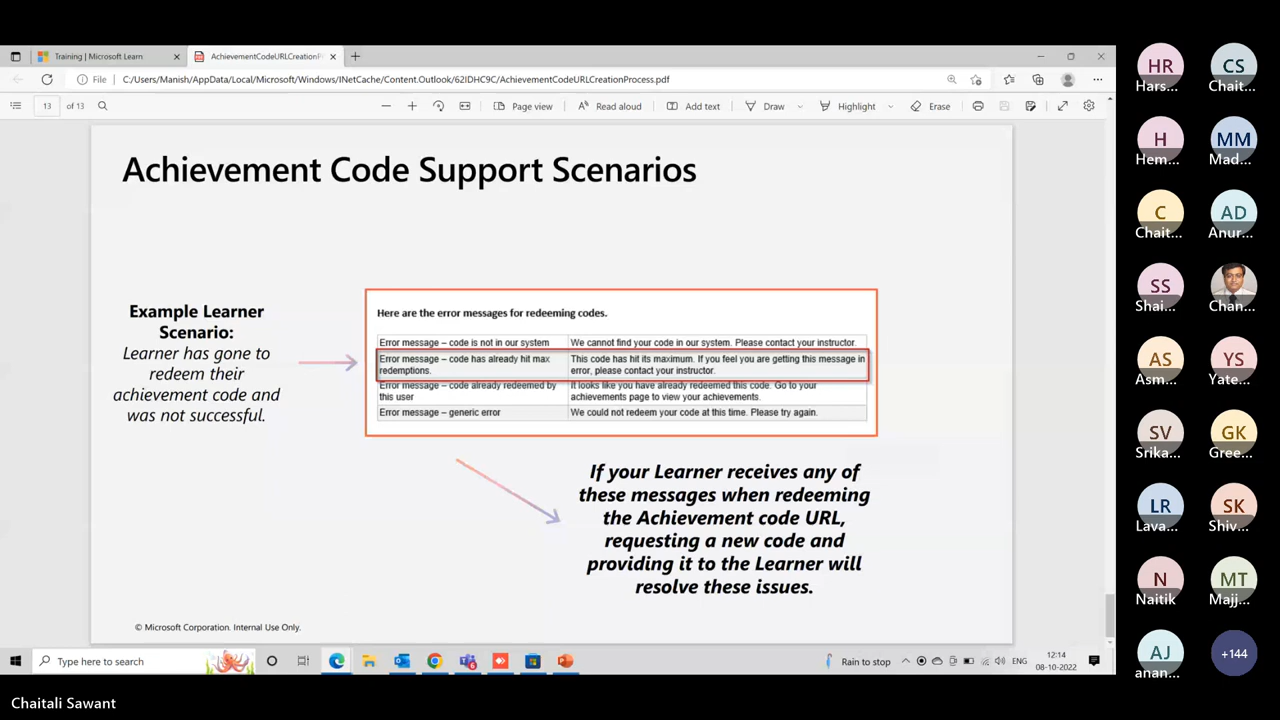 Training | Microsoft Learn
AchievementCodeURLCreationPr
File
C:/Users/Manish/AppData/Local/Microsoft/Windows/INetCache/Content.Outlook/62IDHC9C/AchievementCodeURLCreationProcess.pdf
13 of 13
Page view
Read aloud
Add text
Draw
Highlight
Erase
Achievement Code Support Scenarios
Example Learner
Scenario:
Learner has gone to
redeem their
achievement code and
was not successful.
Here are the error messages for redeeming codes.
Error message – code is not in our system We cannot find your code in our system. Please contact your instructor.
Error message – code has already hit max This code has hit its maximum. If you feel you are getting this message in
redemptions. error, please contact your instructor.
Error message – code already redeemed by It looks like you have already redeemed this code. Go to your
this user achievements page to view your achievements.
Error message – generic error We could not redeem your code at this time. Please try again.
If your Learner receives any of
these messages when redeeming
the Achievement code URL,
requesting a new code and
providing it to the Learner will
resolve these issues.
© Microsoft Corporation. Internal Use Only.
Type here to search
Rain to stop
ENG
12:14
08-10-2022
Chaitali Sawant
HR CS
Hars... Chait...
H MM
Hem... Mad...
C AD
Chait... Anur...
SS
Shai... Chan...
AS YS
Asm... Yate...
SV GK
Srika... Gree...
LR SK
Lava... Shiv...
N MT
Naitik Majj...
AJ +144
anan...